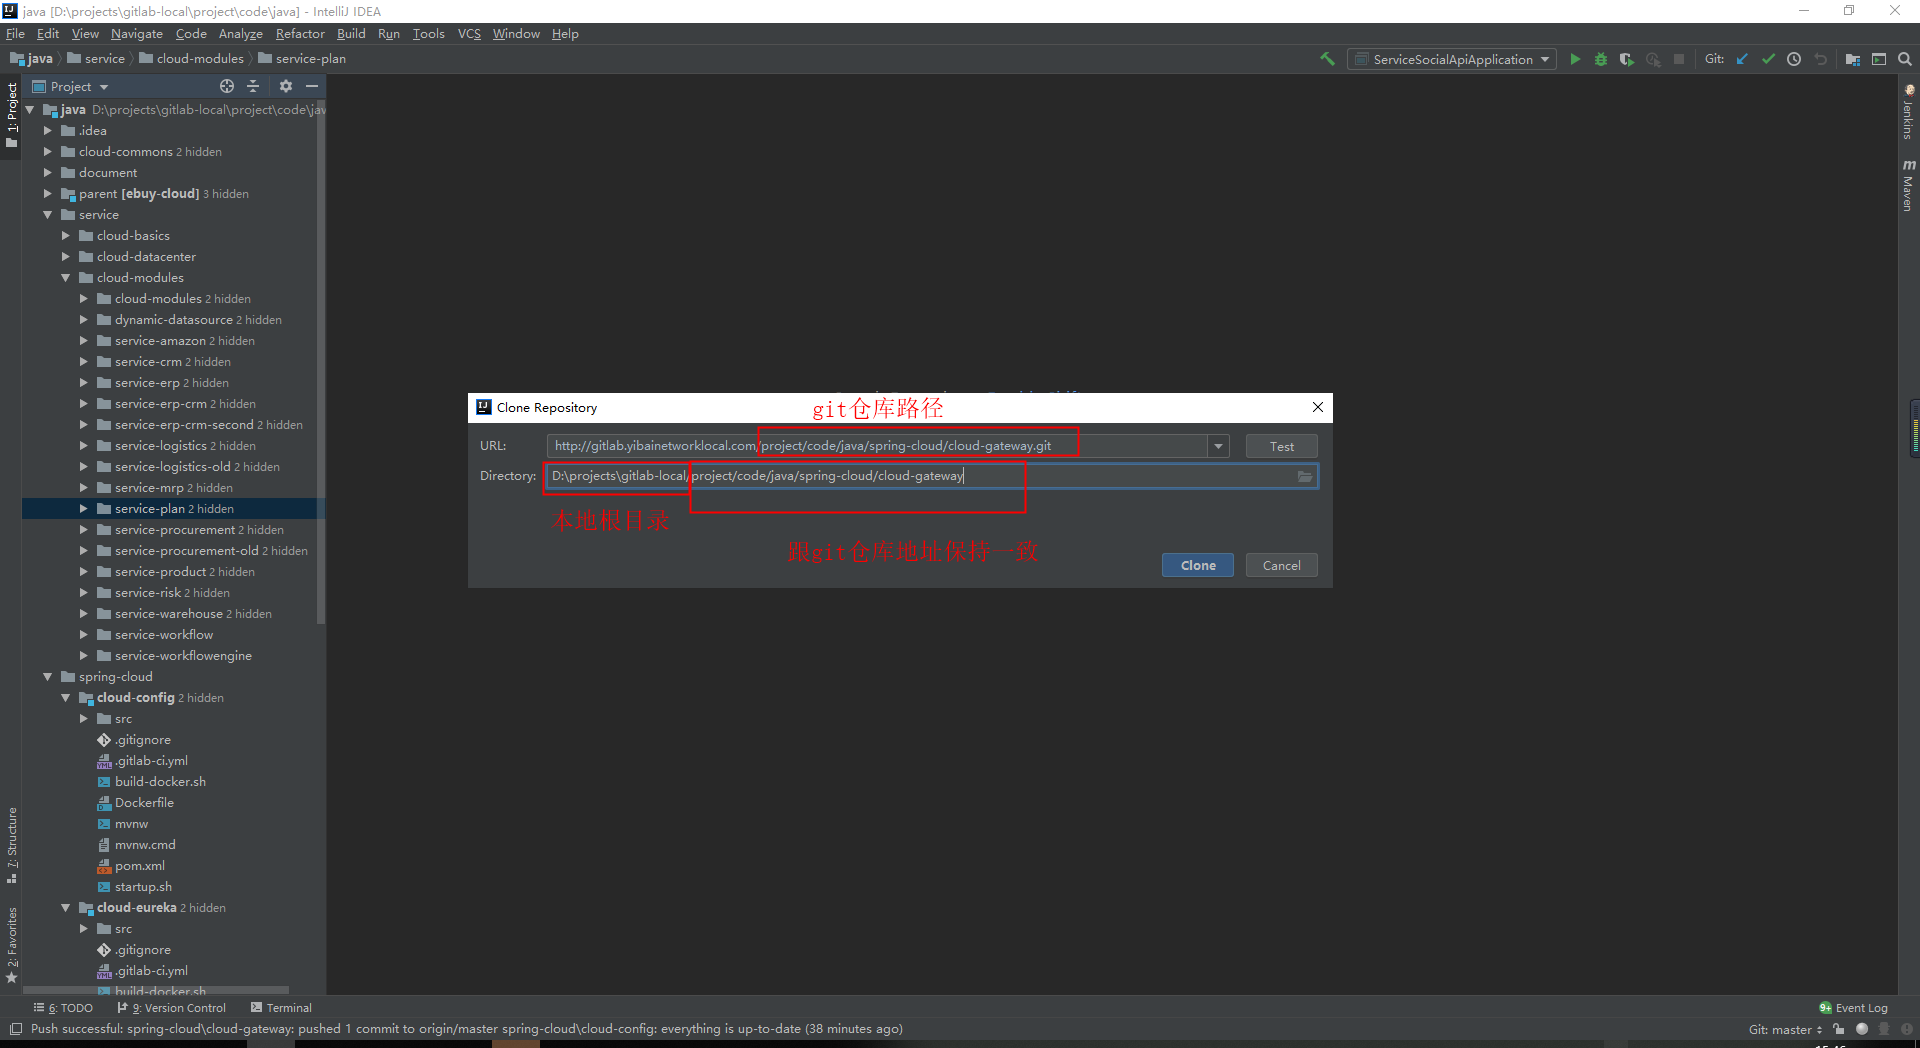 java [D:\projects\gitlab-local\project\code\java] - IntelliJ IDEA
File Edit View Navigate Code Analyze Refactor Build Run Tools VCS Window Help
java service cloud-modules service-plan
ServiceSocialApiApplication Git:
1: Project
Project
java D:\projects\gitlab-local\project\code\jav
.idea
cloud-commons 2 hidden
document
parent [ebuy-cloud] 3 hidden
service
cloud-basics
cloud-datacenter
cloud-modules
cloud-modules 2 hidden
dynamic-datasource 2 hidden
service-amazon 2 hidden
service-crm 2 hidden
service-erp 2 hidden
service-erp-crm 2 hidden
service-erp-crm-second 2 hidden
service-logistics 2 hidden
service-logistics-old 2 hidden
service-mrp 2 hidden
service-plan 2 hidden
service-procurement 2 hidden
service-procurement-old 2 hidden
service-product 2 hidden
service-risk 2 hidden
service-warehouse 2 hidden
service-workflow
service-workflowengine
spring-cloud
cloud-config 2 hidden
src
.gitignore
.gitlab-ci.yml
build-docker.sh
Dockerfile
mvnw
mvnw.cmd
pom.xml
startup.sh
cloud-eureka 2 hidden
src
.gitignore
.gitlab-ci.yml
build-docker.sh
7: Structure
2: Favorites
Jenkins
Maven
Clone Repository
git仓库路径
URL: http://gitlab.yibainetworklocal.com/project/code/java/spring-cloud/cloud-gateway.git Test
Directory: D:\projects\gitlab-local/project/code/java/spring-cloud/cloud-gateway
本地根目录
跟git仓库地址保持一致
Clone Cancel
6: TODO 9: Version Control Terminal
9+ Event Log
Push successful: spring-cloud\cloud-gateway: pushed 1 commit to origin/master spring-cloud\cloud-config: everything is up-to-date (38 minutes ago)
Git: master